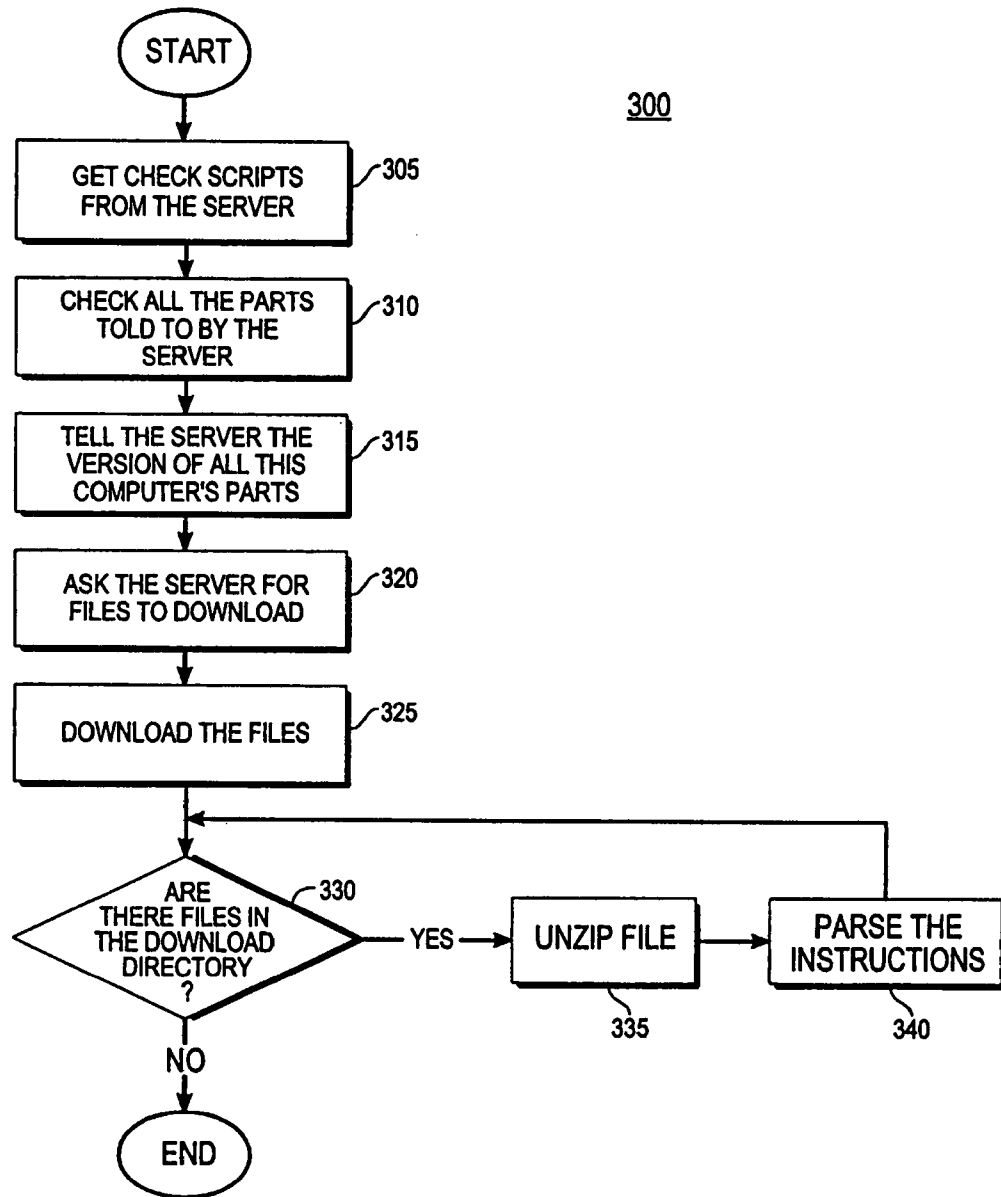 START
300
GET CHECK SCRIPTS
FROM THE SERVER
305
CHECK ALL THE PARTS
TOLD TO BY THE
SERVER
310
TELL THE SERVER THE
VERSION OF ALL THIS
COMPUTER'S PARTS
315
ASK THE SERVER FOR
FILES TO DOWNLOAD
320
DOWNLOAD THE FILES
325
ARE
THERE FILES IN
THE DOWNLOAD
DIRECTORY
?
330
YES
UNZIP FILE
335
PARSE THE
INSTRUCTIONS
340
NO
END